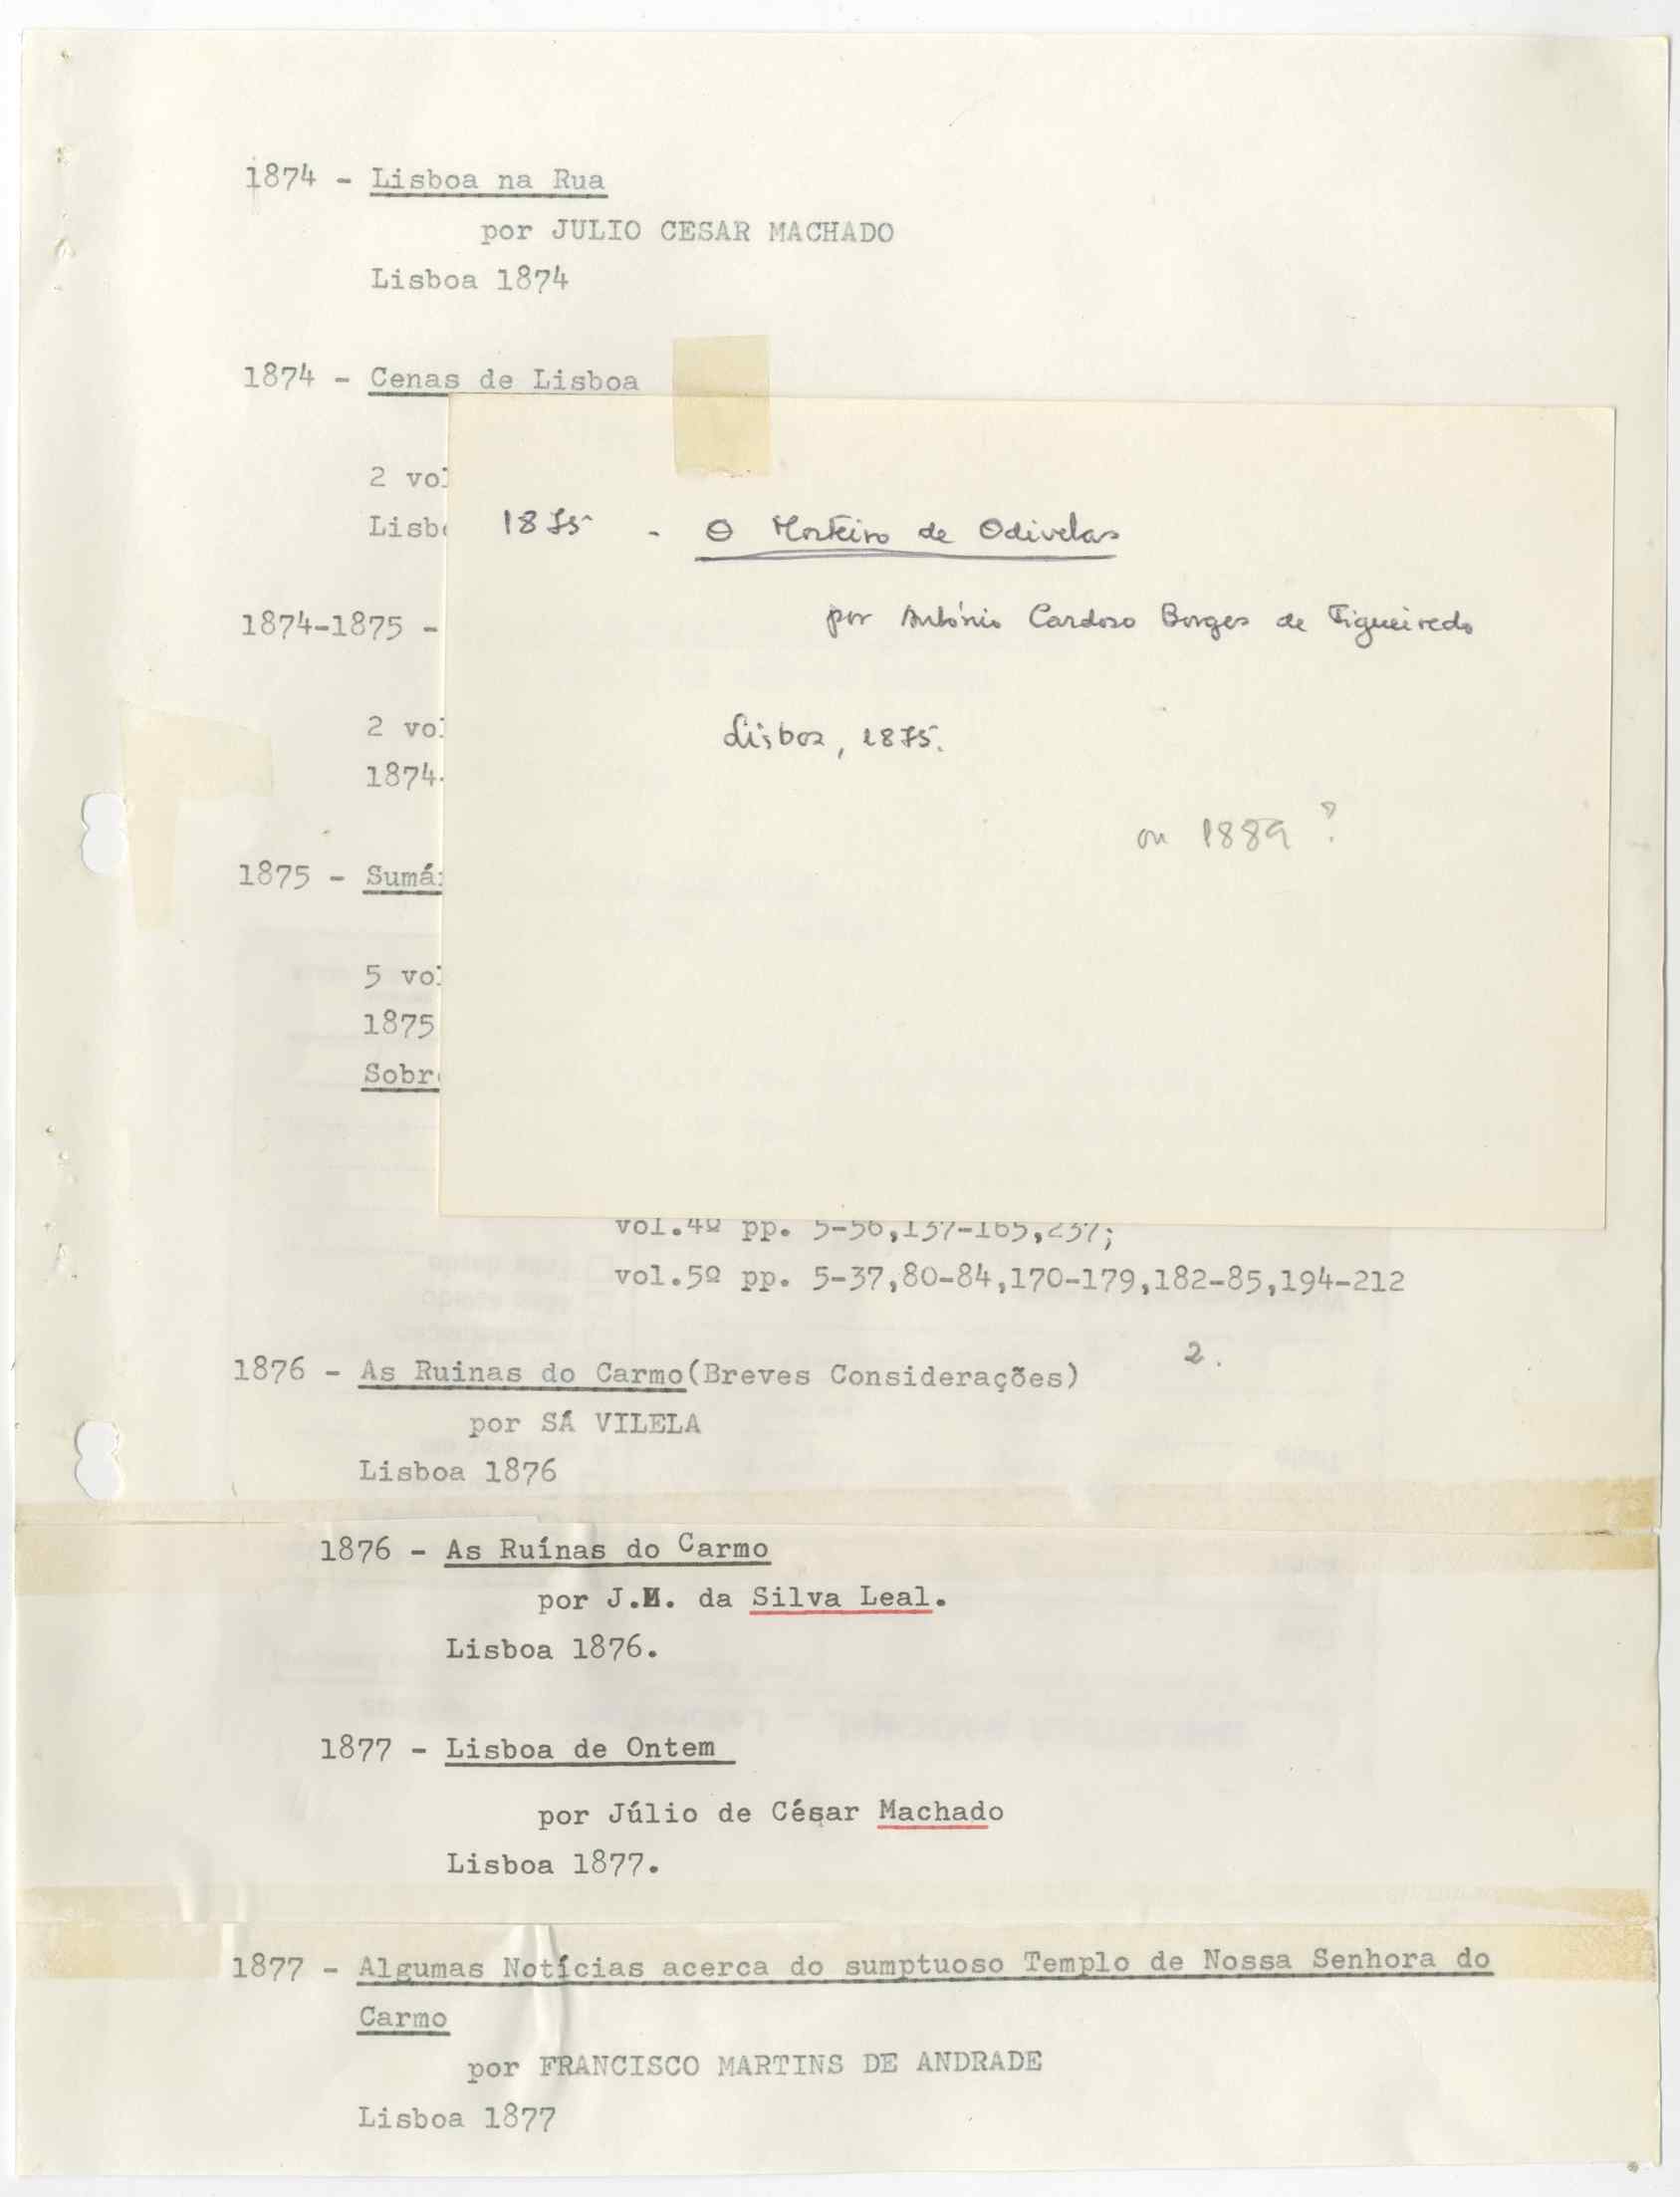 1874 - Lisboa na Rua
por JULIO CESAR MACHADO
Lisboa 1874
1874 - Cenas de Lisboa
2 vol
Lisb
1874-1875 -
2 vol
1874
1875 - Sumá
5 vol
1875
Sobr
1875 - O Mosteiro de Odivelas
por António Cardoso Borges de Figueiredo
Lisboa, 1875.
ou 1889 ?
vol.4º pp. 5-56,137-165,237;
vol.5º pp. 5-37,80-84,170-179,182-85,194-212
2.
1876 - As Ruinas do Carmo(Breves Considerações)
por SÁ VILELA
Lisboa 1876
1876 - As Ruínas do Carmo
por J.M. da Silva Leal.
Lisboa 1876.
1877 - Lisboa de Ontem
por Júlio de César Machado
Lisboa 1877.
1877 - Algumas Notícias acerca do sumptuoso Templo de Nossa Senhora do
Carmo
por FRANCISCO MARTINS DE ANDRADE
Lisboa 1877